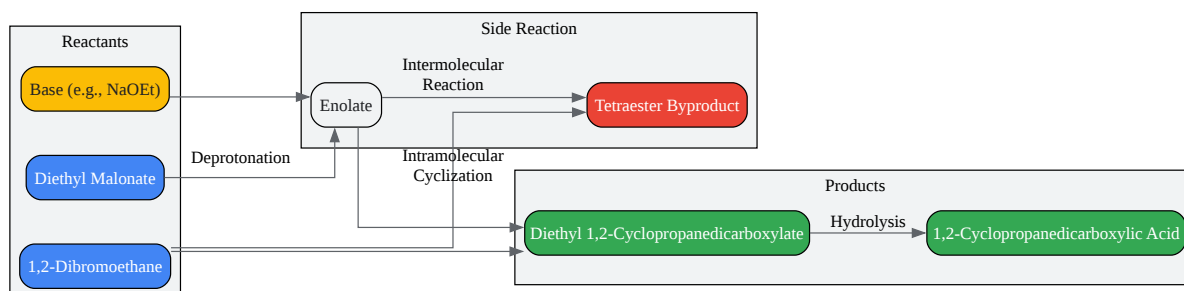 Reactants
Base (e.g., NaOEt)
Diethyl Malonate
1,2-Dibromoethane
Deprotonation
Side Reaction
Enolate
Intermolecular
Reaction
Tetraester Byproduct
Intramolecular
Cyclization
Products
Diethyl 1,2-Cyclopropanedicarboxylate
Hydrolysis
1,2-Cyclopropanedicarboxylic Acid